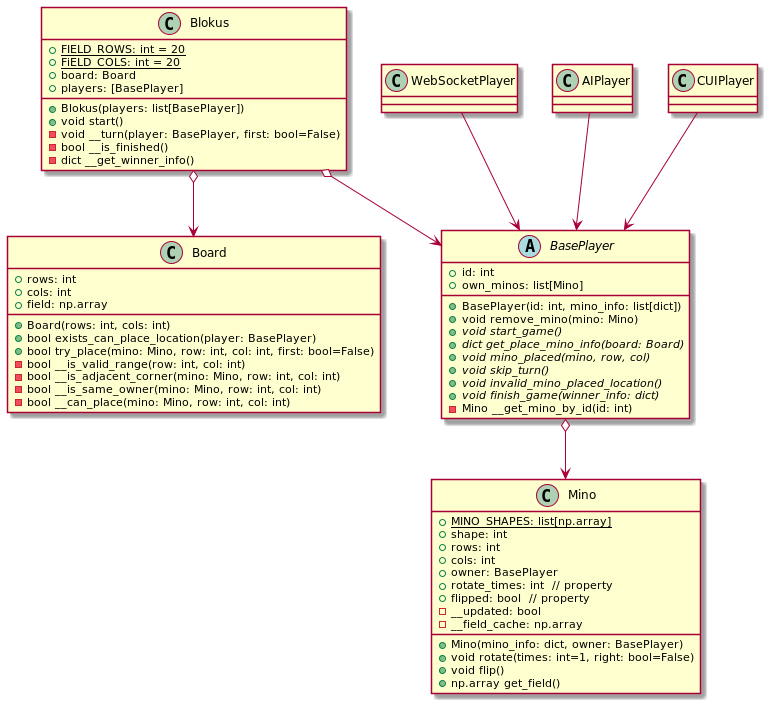 C Blokus
FIELD_ROWS: int = 20
FiELD_COLS: int = 20
board: Board
players: [BasePlayer]
Blokus(players: list[BasePlayer])
void start()
void __turn(player: BasePlayer, first: bool=False)
bool __is_finished()
dict __get_winner_info()
C WebSocketPlayer
C AIPlayer
C CUIPlayer
C Board
rows: int
cols: int
field: np.array
Board(rows: int, cols: int)
bool exists_can_place_location(player: BasePlayer)
bool try_place(mino: Mino, row: int, col: int, first: bool=False)
bool __is_valid_range(row: int, col: int)
bool __is_adjacent_corner(mino: Mino, row: int, col: int)
bool __is_same_owner(mino: Mino, row: int, col: int)
bool __can_place(mino: Mino, row: int, col: int)
A BasePlayer
id: int
own_minos: list[Mino]
BasePlayer(id: int, mino_info: list[dict])
void remove_mino(mino: Mino)
void start_game()
dict get_place_mino_info(board: Board)
void mino_placed(mino, row, col)
void skip_turn()
void invalid_mino_placed_location()
void finish_game(winner_info: dict)
Mino __get_mino_by_id(id: int)
C Mino
MINO_SHAPES: list[np.array]
shape: int
rows: int
cols: int
owner: BasePlayer
rotate_times: int // property
flipped: bool // property
__updated: bool
__field_cache: np.array
Mino(mino_info: dict, owner: BasePlayer)
void rotate(times: int=1, right: bool=False)
void flip()
np.array get_field()